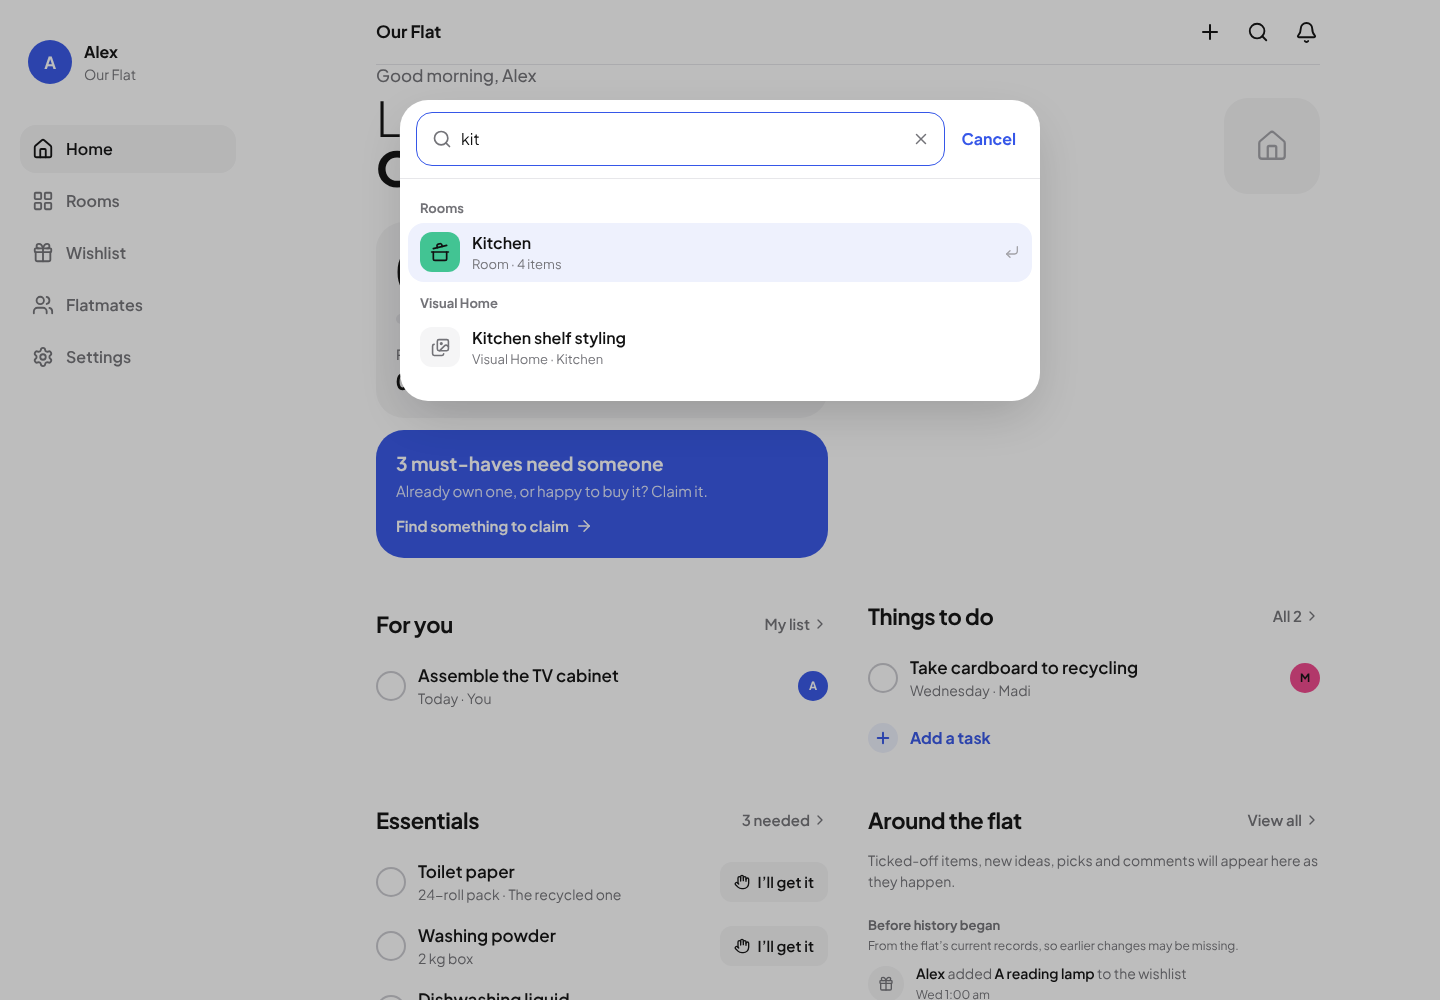 A
Alex
Our Flat
Home
Rooms
Wishlist
Flatmates
Settings
Our Flat
Good morning, Alex
kit
Cancel
Rooms
Kitchen
Room · 4 items
Visual Home
Kitchen shelf styling
Visual Home · Kitchen
3 must-haves need someone
Already own one, or happy to buy it? Claim it.
Find something to claim
For you
My list
Assemble the TV cabinet
Today · You
A
Things to do
All 2
Take cardboard to recycling
Wednesday · Madi
M
Add a task
Essentials
3 needed
Toilet paper
24-roll pack · The recycled one
I’ll get it
Washing powder
2 kg box
I’ll get it
Dishwashing liquid
Around the flat
View all
Ticked-off items, new ideas, picks and comments will appear here as
they happen.
Before history began
From the flat’s current records, so earlier changes may be missing.
Alex added A reading lamp to the wishlist
Wed 1:00 am